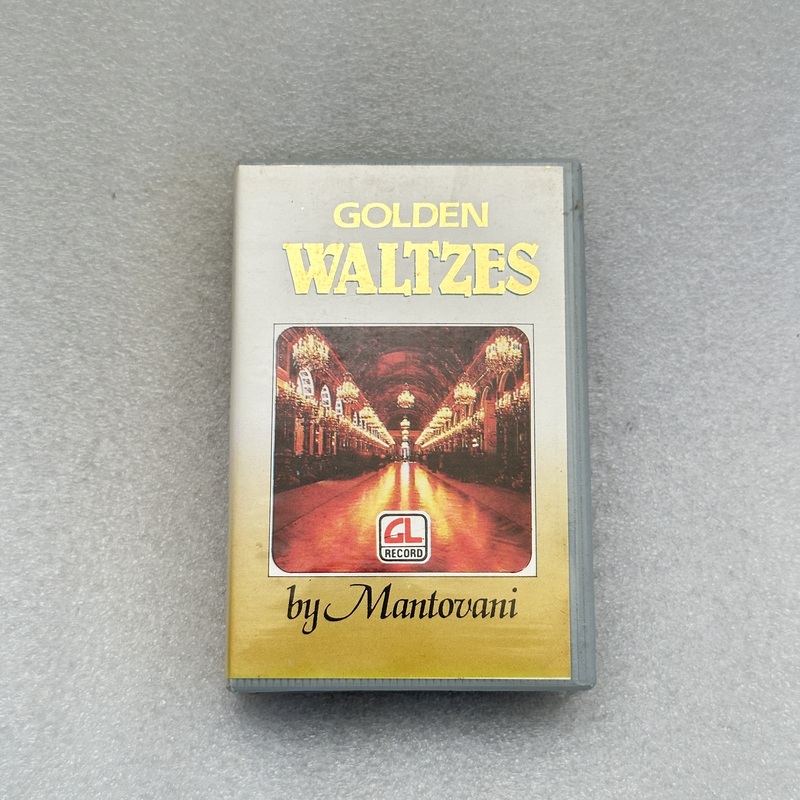 GOLDEN
WALTZES
GL
RECORD
by Mantovani